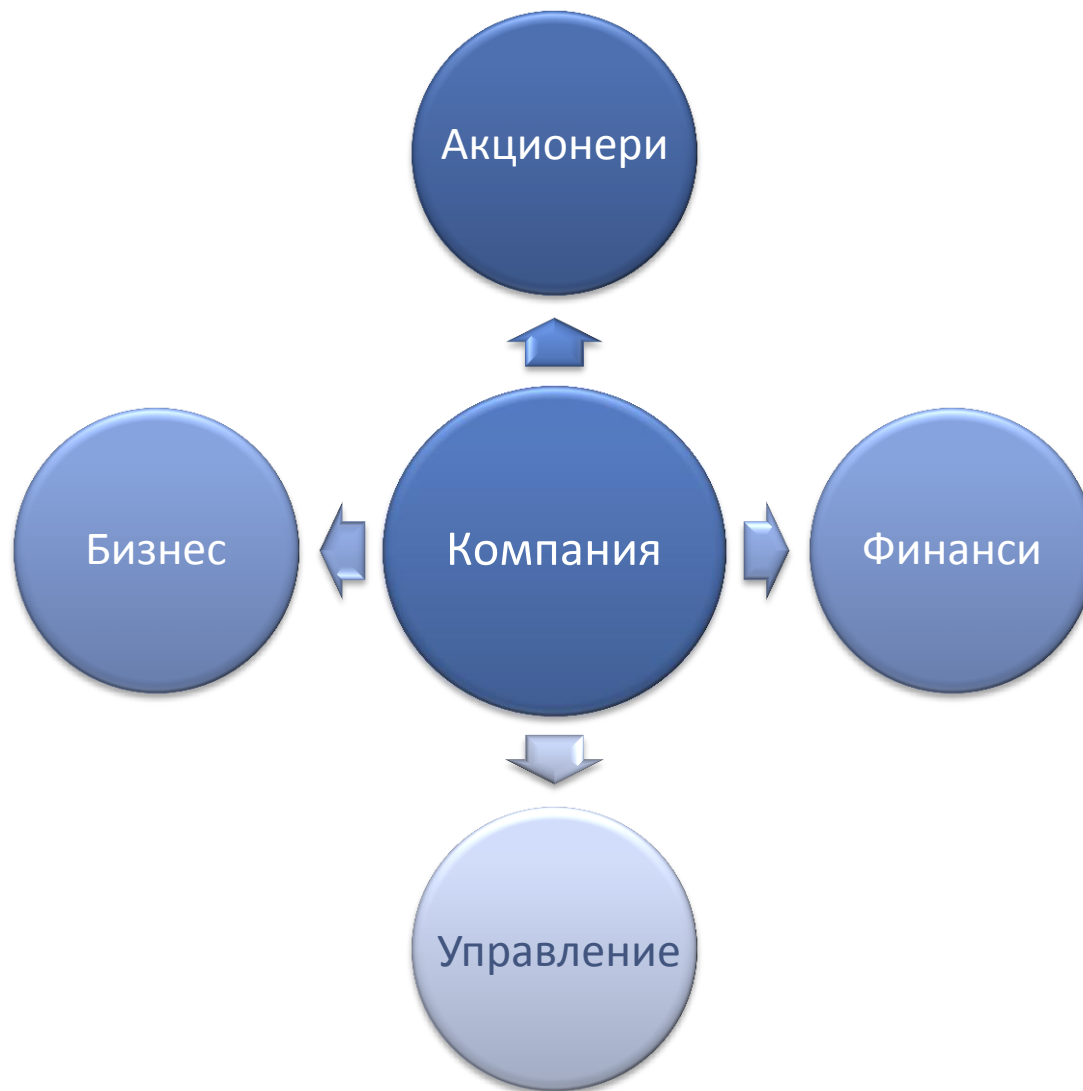 Акционери
Бизнес
Компания
Финанси
Управление